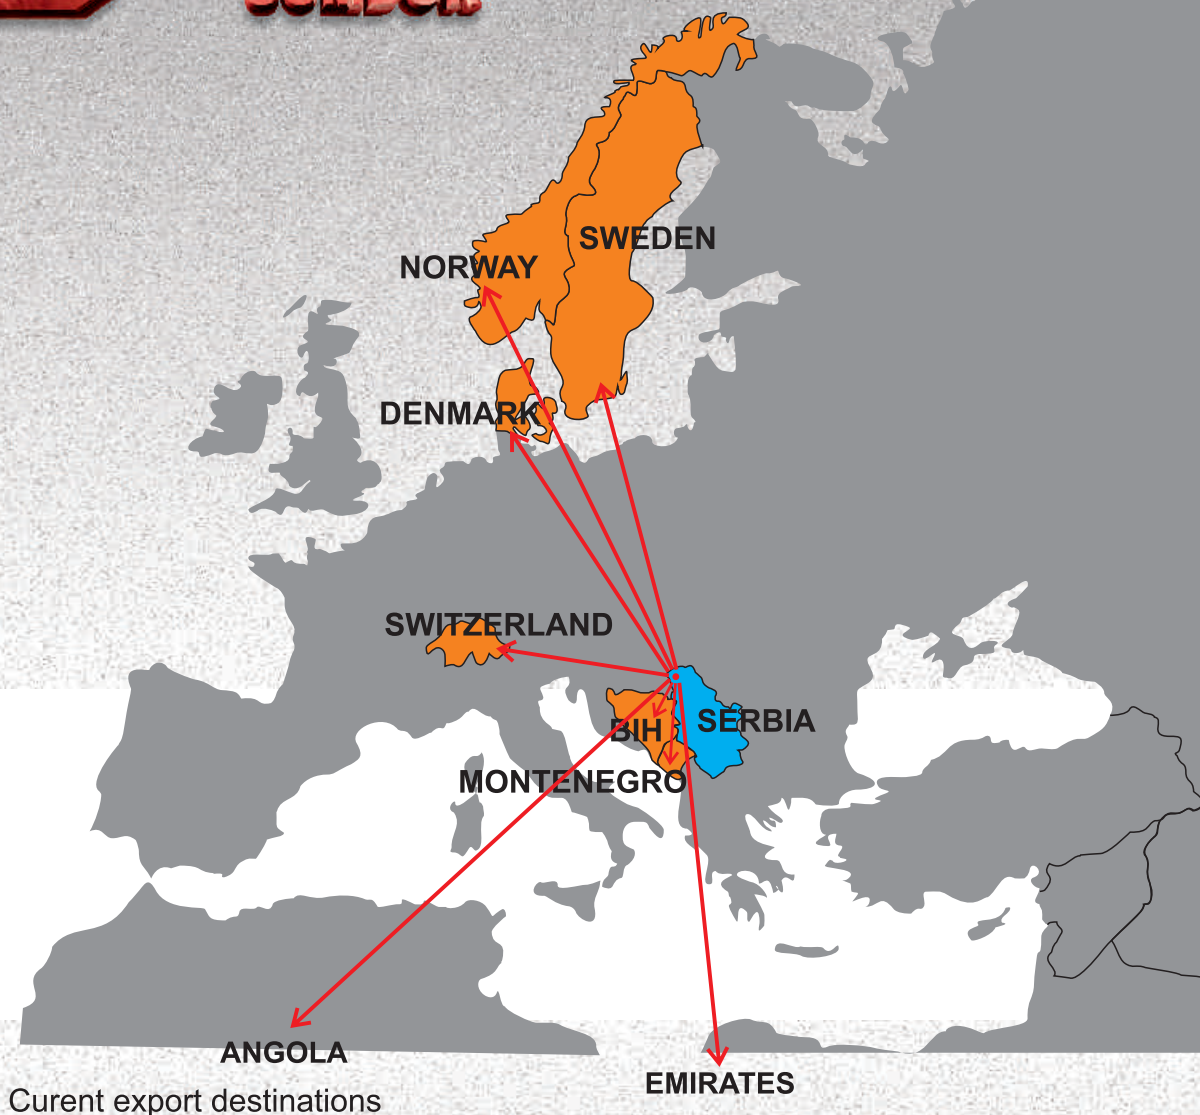 SWEDEN
NORWAY
DENMARK
SWITZERLAND
SERBIA
BIH
MONTENEGRO
ANGOLA
EMIRATES
Curent export destinations